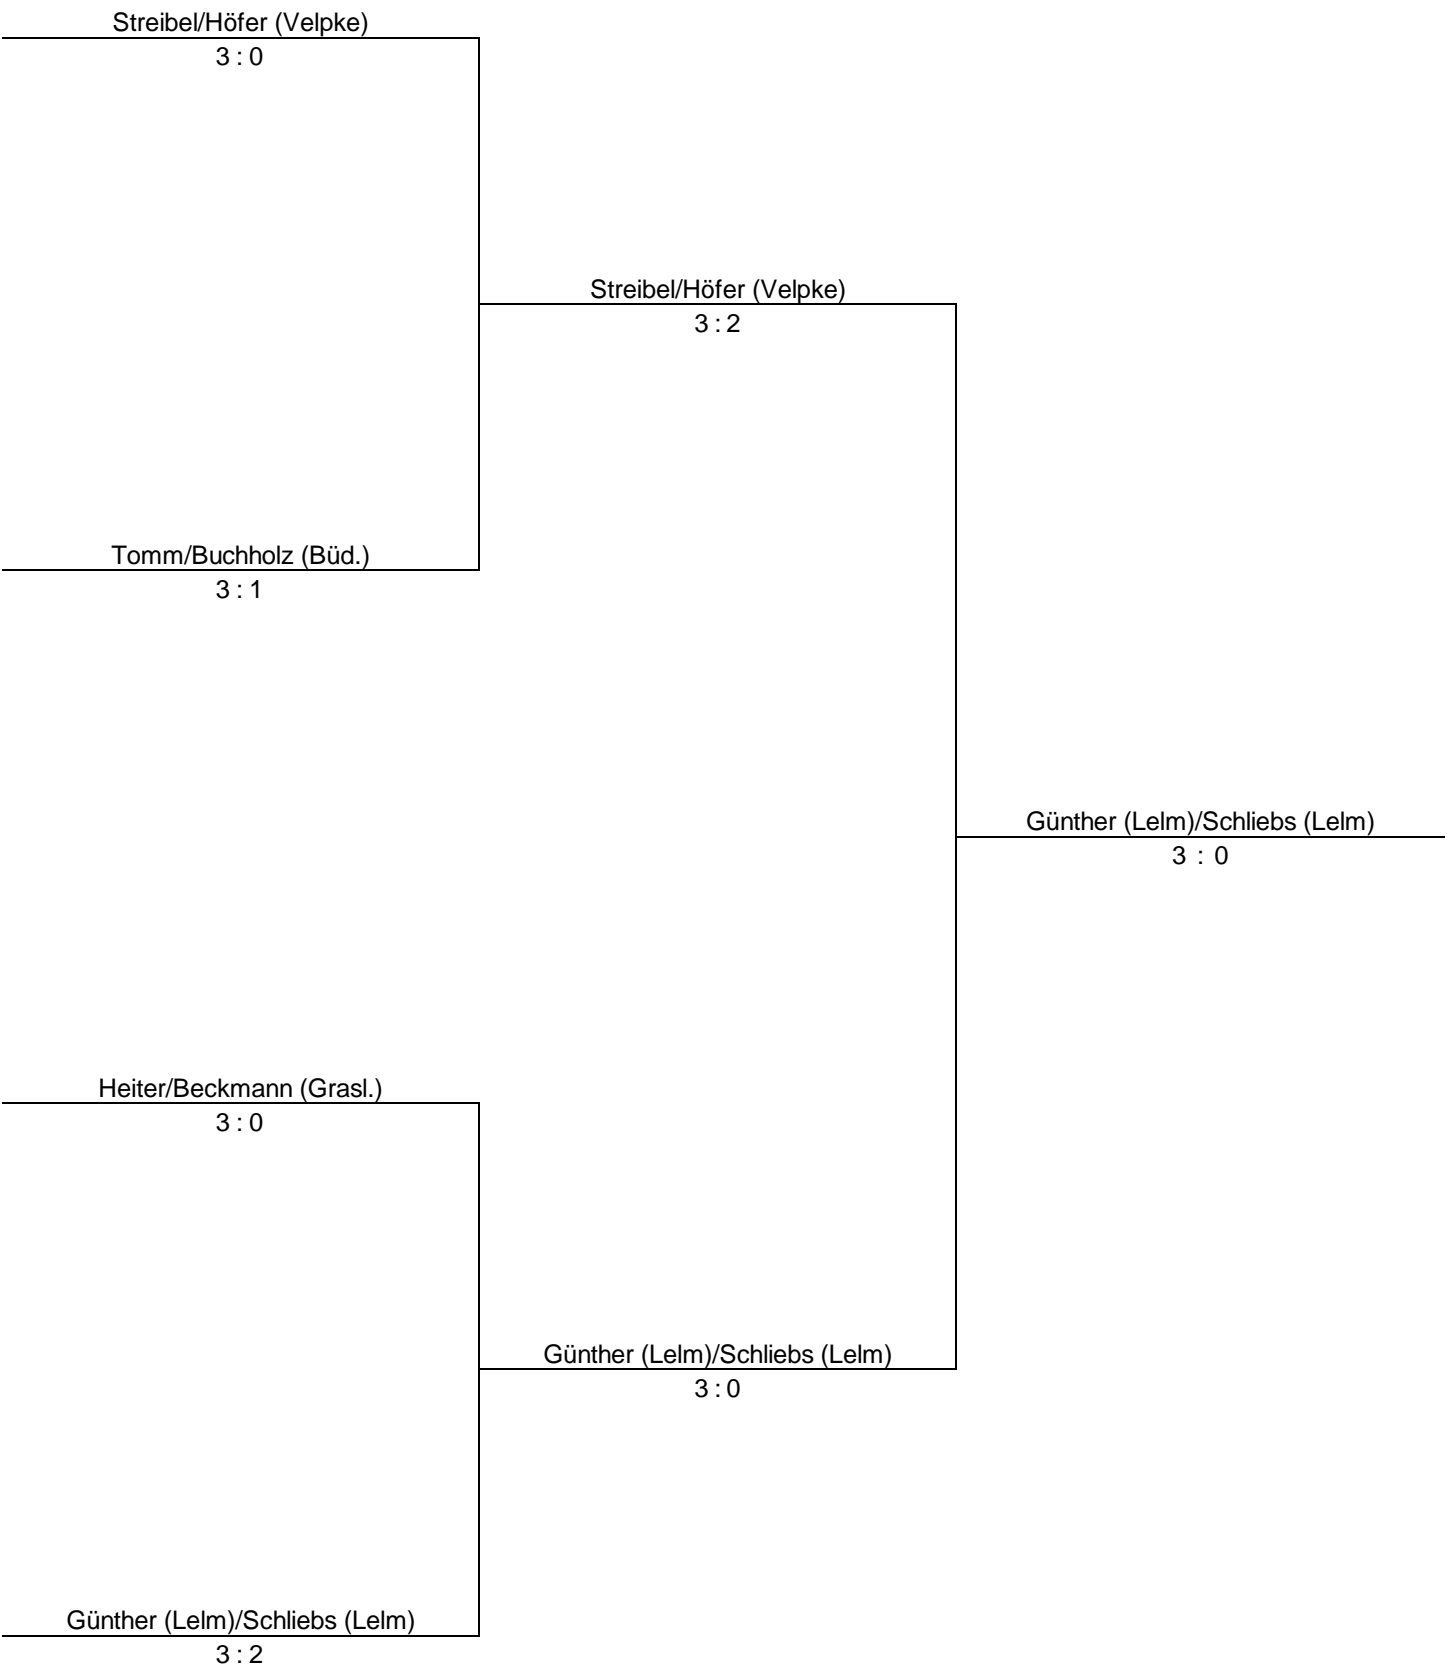 Streibel/Höfer (Velpke)
3 : 0
Streibel/Höfer (Velpke)
3 : 2
Tomm/Buchholz (Büd.)
3 : 1
Günther (Lelm)/Schliebs (Lelm)
3 : 0
Heiter/Beckmann (Grasl.)
3 : 0
Günther (Lelm)/Schliebs (Lelm)
3 : 0
Günther (Lelm)/Schliebs (Lelm)
3 : 2